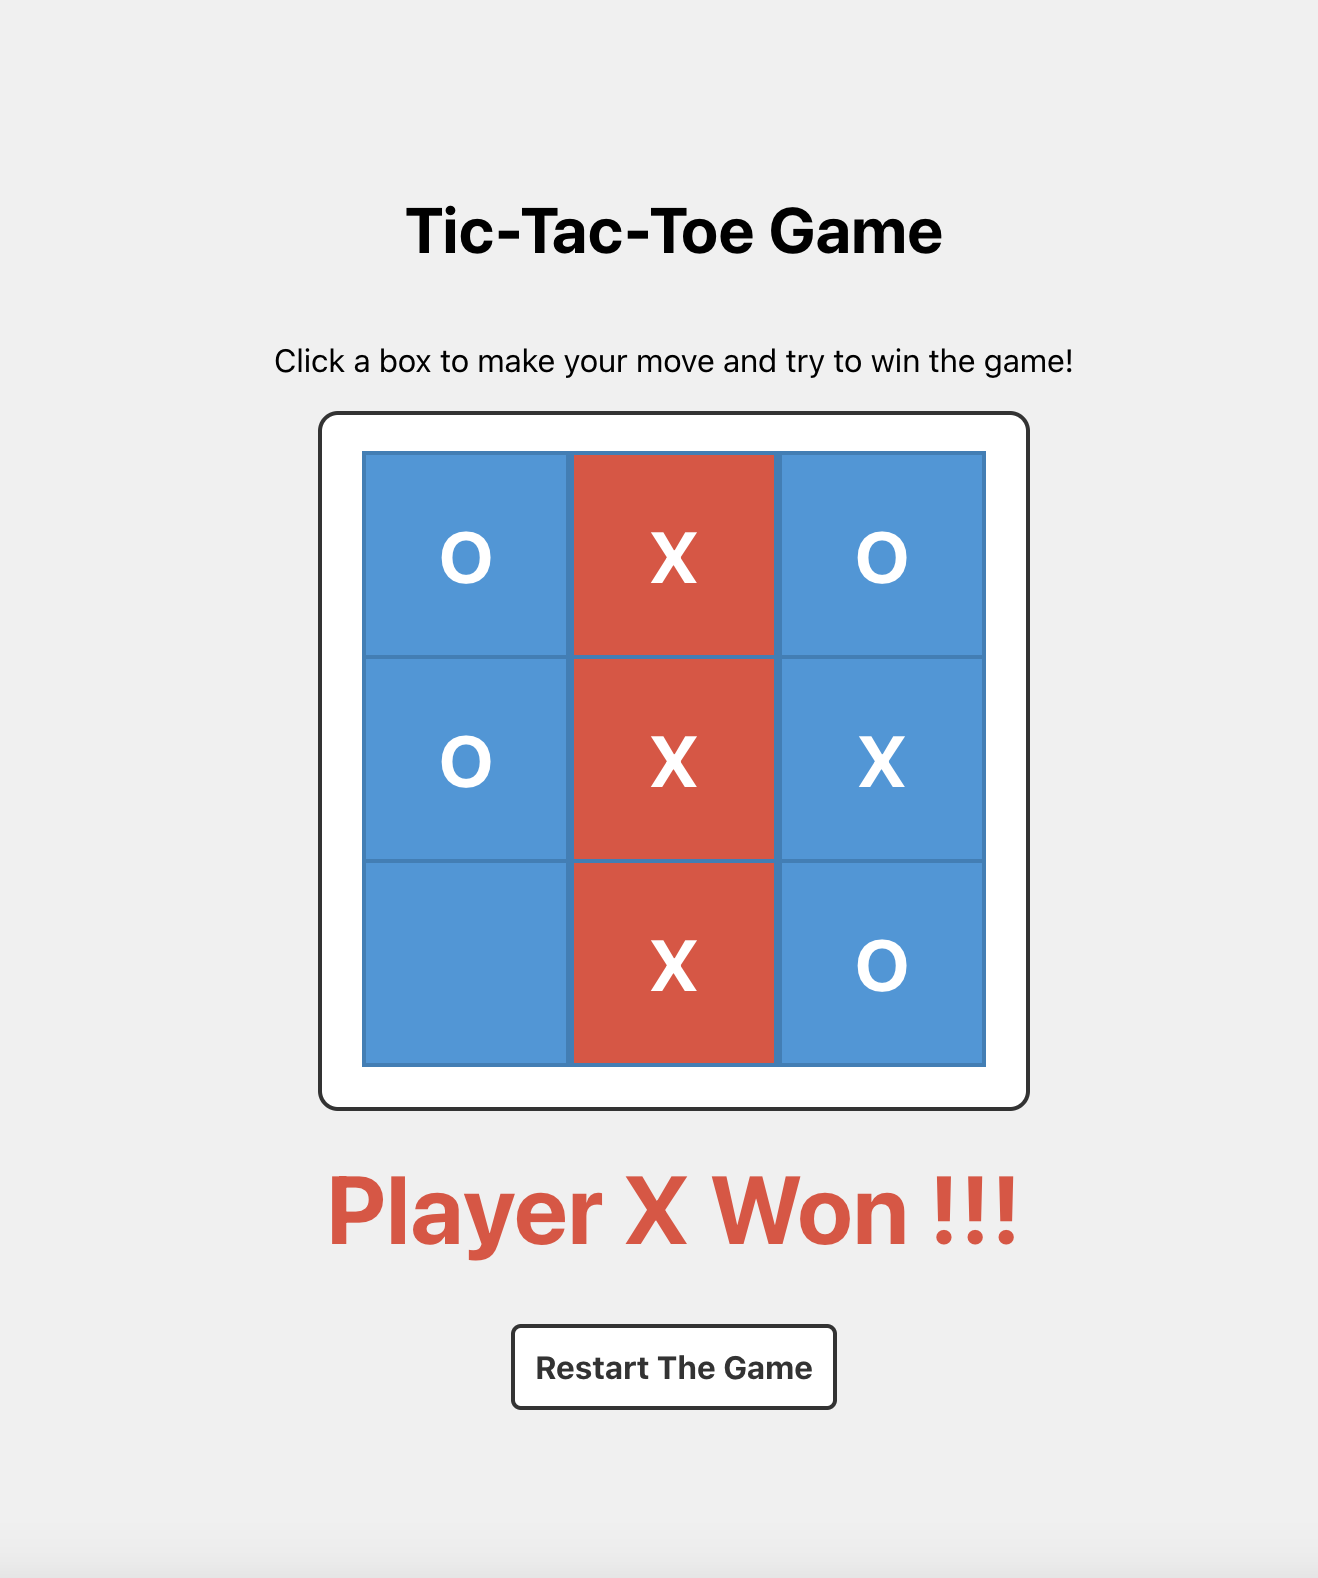 Tic-Tac-Toe Game
Click a box to make your move and try to win the game!
O X O
O X X
X O
Player X Won !!!
Restart The Game